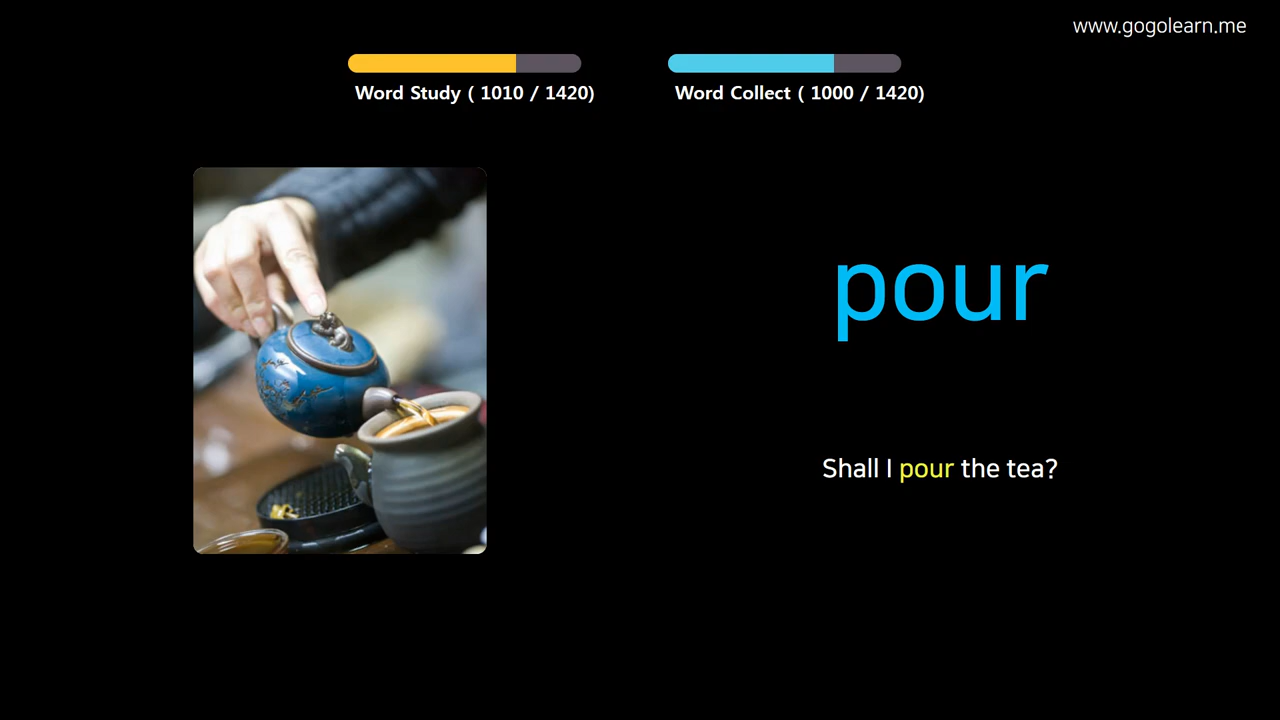 www.gogolearn.me
Word Study ( 1010 / 1420)
Word Collect ( 1000 / 1420)
pour
Shall I pour the tea?